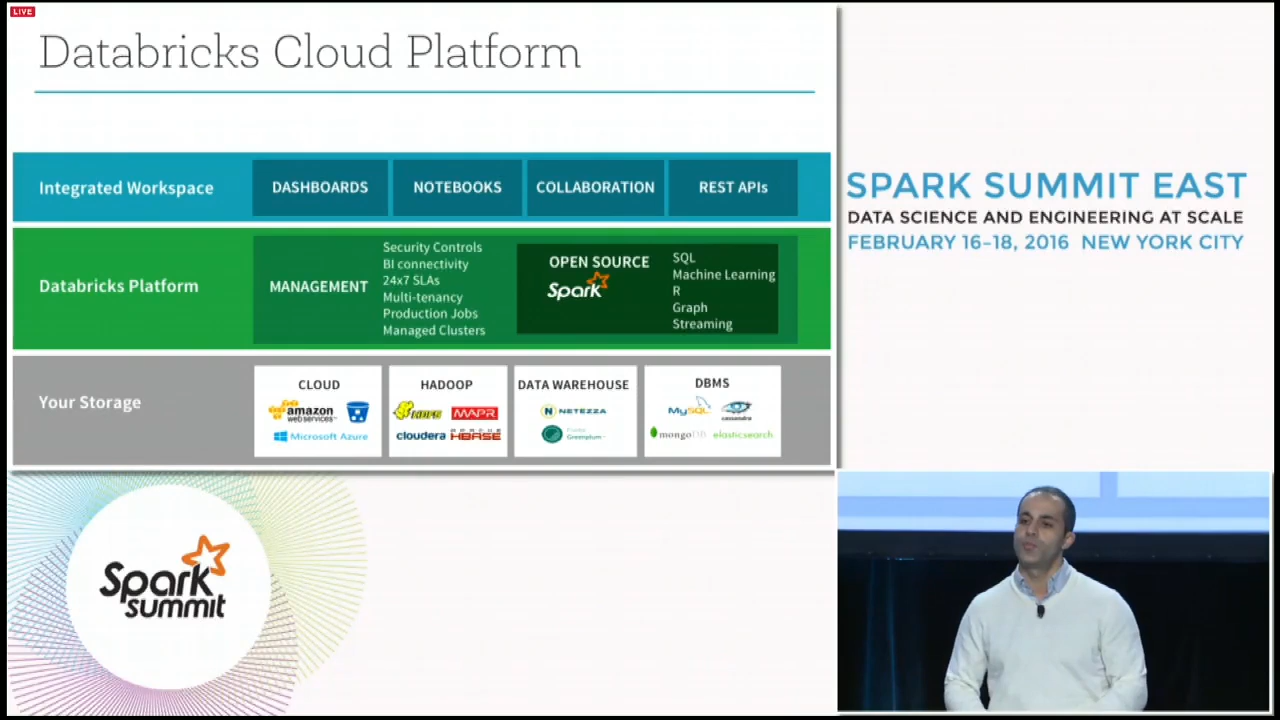 LIVE
Databricks Cloud Platform
Integrated Workspace
DASHBOARDS
NOTEBOOKS
COLLABORATION
REST APIs
Databricks Platform
MANAGEMENT
Security Controls
BI connectivity
24x7 SLAs
Multi-tenancy
Production Jobs
Managed Clusters
OPEN SOURCE
Spark
SQL
Machine Learning
R
Graph
Streaming
Your Storage
CLOUD
amazon
web services
Microsoft Azure
HADOOP
MAPR
cloudera
APACHE
HBASE
DATA WAREHOUSE
NETEZZA
Greenplum
DBMS
MySQL
cassandra
mongoDB
elasticsearch
SPARK SUMMIT EAST
DATA SCIENCE AND ENGINEERING AT SCALE
FEBRUARY 16–18, 2016 NEW YORK CITY
Spark
summit